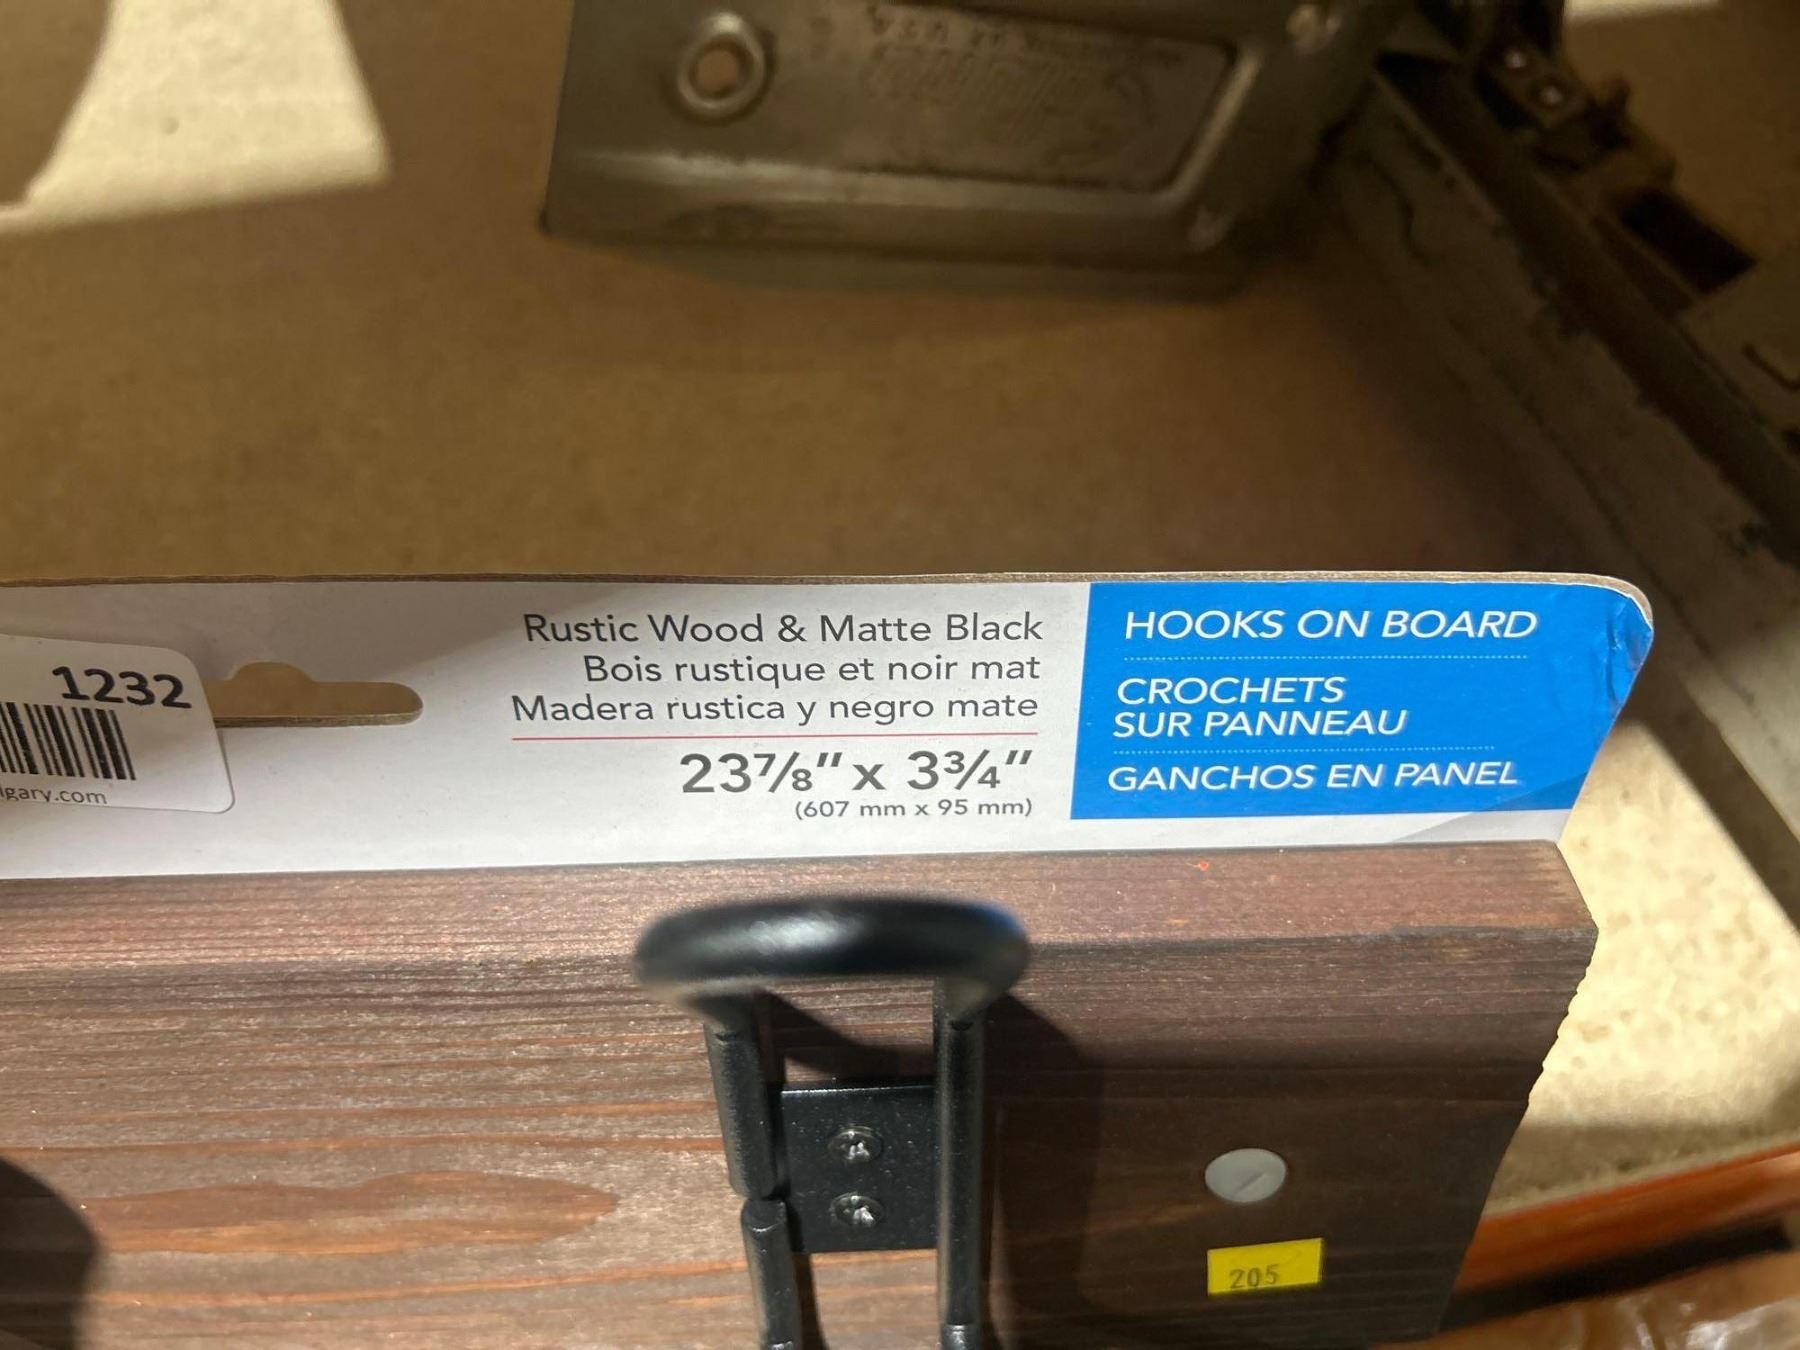 Rustic Wood & Matte Black
Bois rustique et noir mat
Madera rustica y negro mate
23⅞" x 3¾"
(607 mm x 95 mm)
HOOKS ON BOARD
CROCHETS
SUR PANNEAU
GANCHOS EN PANEL
1232
lgary.com
205